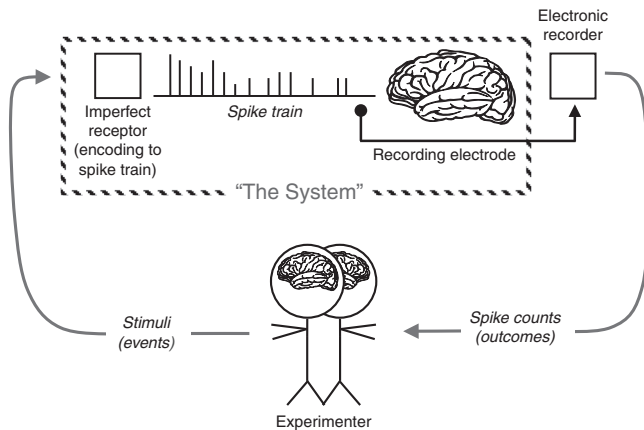 Electronic
recorder
Imperfect
receptor
(encoding to
spike train)
Spike train
Recording electrode
“The System”
Stimuli
(events)
Spike counts
(outcomes)
Experimenter